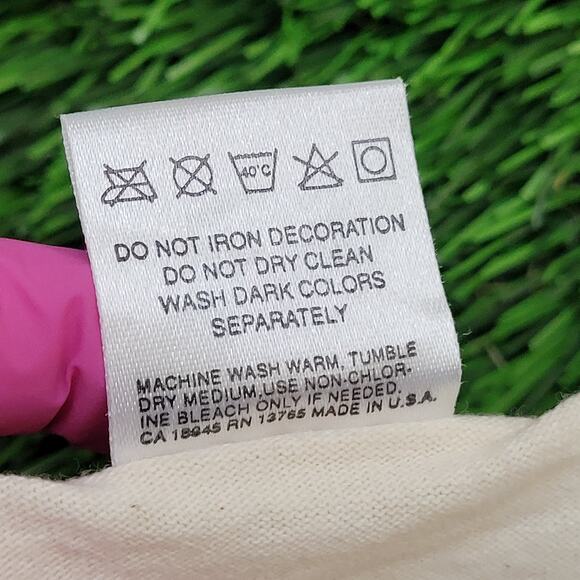 40°C
DO NOT IRON DECORATION
DO NOT DRY CLEAN
WASH DARK COLORS
SEPARATELY
MACHINE WASH WARM, TUMBLE
DRY MEDIUM, USE NON-CHLOR-
INE BLEACH ONLY IF NEEDED.
CA RN 13765 MADE IN U.S.A.